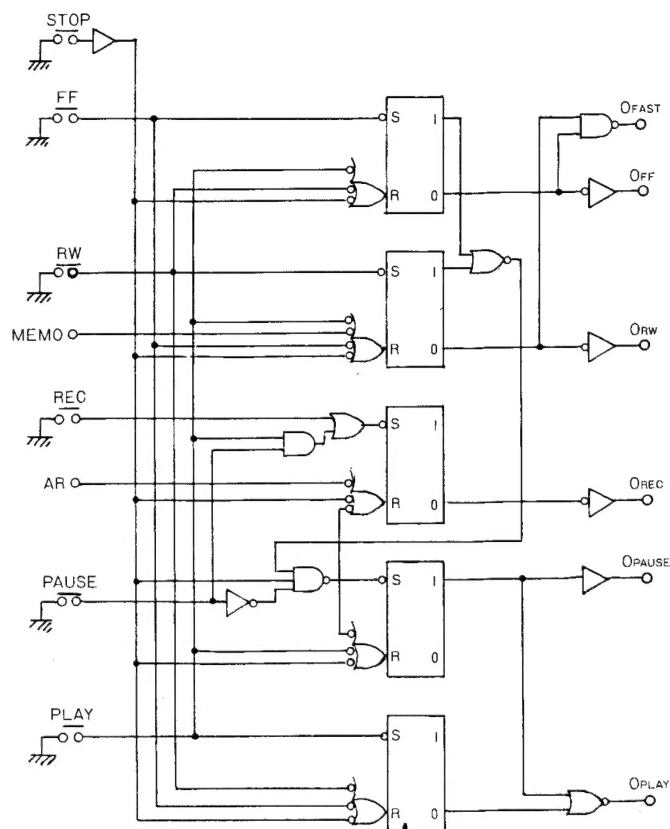 STOP
FF
S 1
OFAST
R 0
OFF
RW
S 1
MEMO
R 0
ORW
REC
S 1
AR
R 0
OREC
S 1
OPAUSE
PAUSE
R 0
PLAY
S 1
R 0
OPLAY